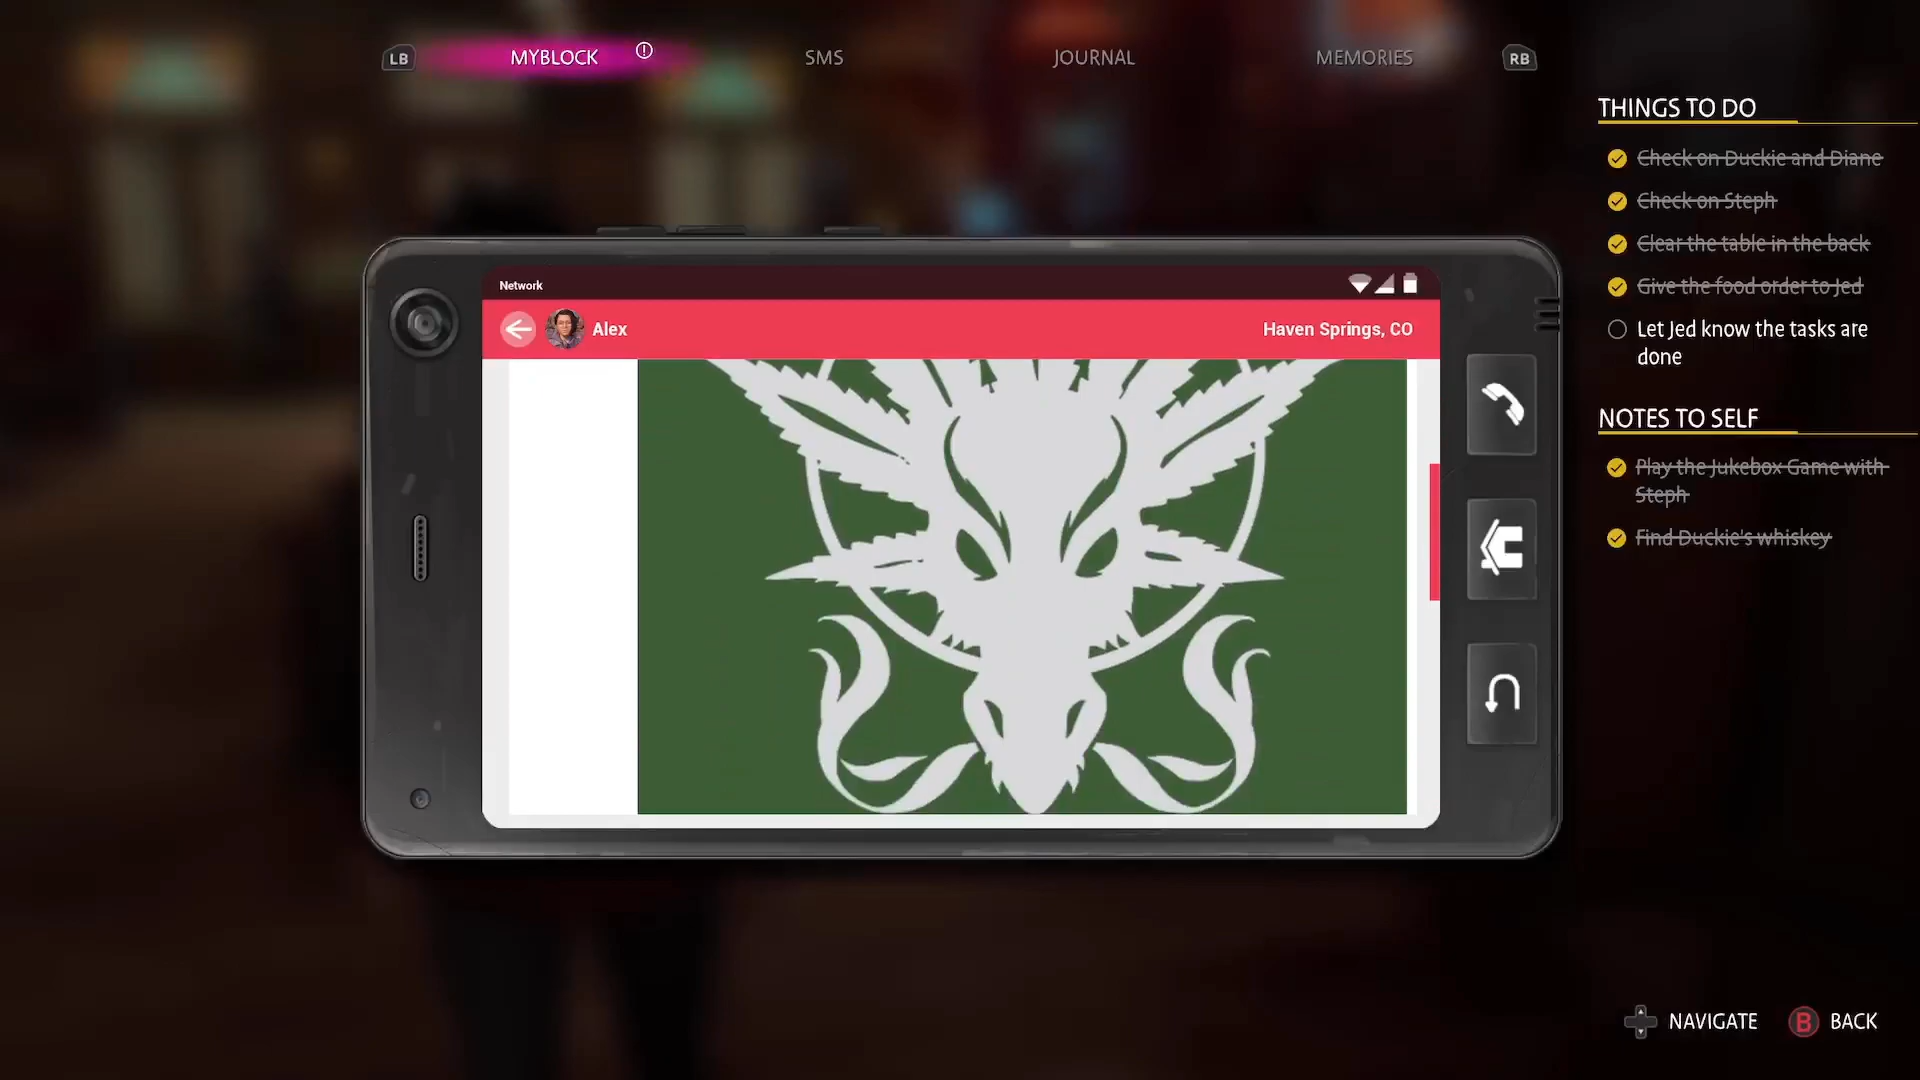 LB
MYBLOCK
SMS
JOURNAL
MEMORIES
RB
THINGS TO DO
Check on Duckie and Diane
Check on Steph
Clear the table in the back
Give the food order to Jed
Let Jed know the tasks are
done
NOTES TO SELF
Play the Jukebox Game with
Steph
Find Duckie's whiskey
Network
Alex
Haven Springs, CO
NAVIGATE
B BACK